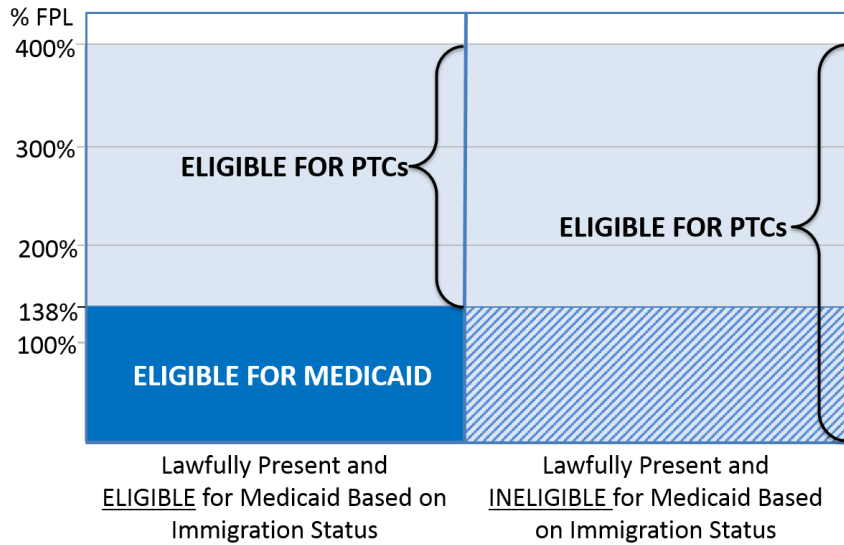 % FPL
400%
300%
ELIGIBLE FOR PTCs
ELIGIBLE FOR PTCs
200%
138%
100%
ELIGIBLE FOR MEDICAID
Lawfully Present and
ELIGIBLE for Medicaid Based on
Immigration Status
Lawfully Present and
INELIGIBLE for Medicaid Based
on Immigration Status